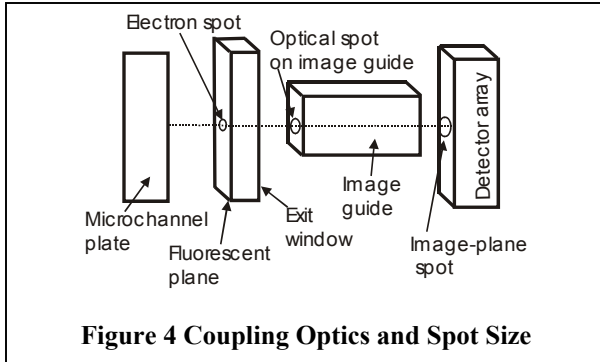 Electron spot
Optical spot
on image guide
Detector array
Microchannel
plate
Fluorescent
plane
Exit
window
Image
guide
Image-plane
spot
Figure 4 Coupling Optics and Spot Size